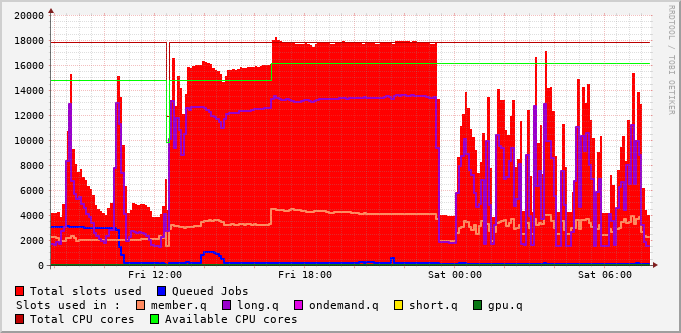 20000
18000
16000
14000
12000
10000
8000
6000
4000
2000
0
Fri 12:00 Fri 18:00 Sat 00:00 Sat 06:00
RRDTOOL / TOBI OETIKER
Total slots used Queued Jobs
Slots used in : member.q long.q ondemand.q short.q gpu.q
Total CPU cores Available CPU cores